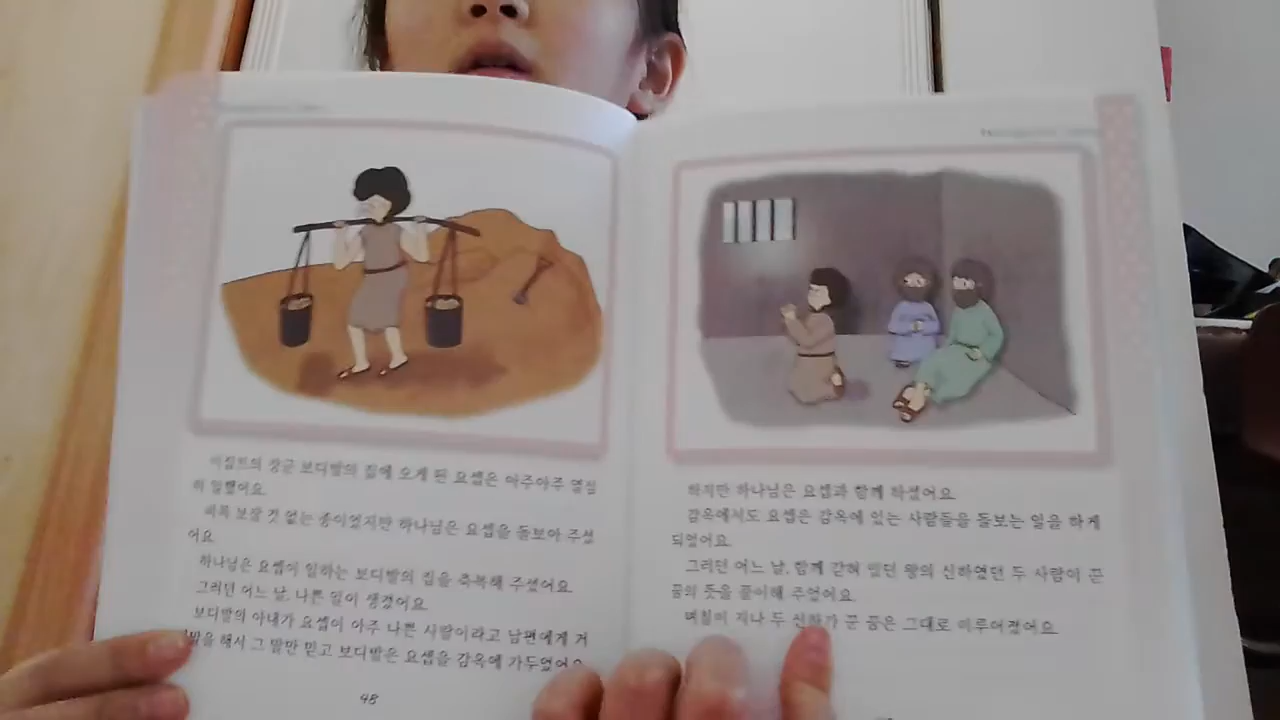 이집트의 장군 보디발의 집에 오게 된 요셉은 아주아주 열심
히 일했어요.
비록 보잘 것 없는 종이었지만 하나님은 요셉을 돌보아 주셨
어요.
하나님은 요셉이 일하는 보디발의 집을 축복해 주셨어요.
그러던 어느 날, 나쁜 일이 생겼어요.
보디발의 아내가 요셉이 아주 나쁜 사람이라고 남편에게 거
짓말을 해서 그 말만 믿고 보디발은 요셉을 감옥에 가두었어요.
48
하지만 하나님은 요셉과 함께 하셨어요.
감옥에서도 요셉은 감옥에 있는 사람들을 돌보는 일을 하게
되었어요.
그러던 어느 날, 함께 갇혀 있던 왕의 신하였던 두 사람이 꾼
꿈의 뜻을 풀이해 주었어요.
며칠이 지나 두 신하가 꾼 꿈은 그대로 이루어졌어요.